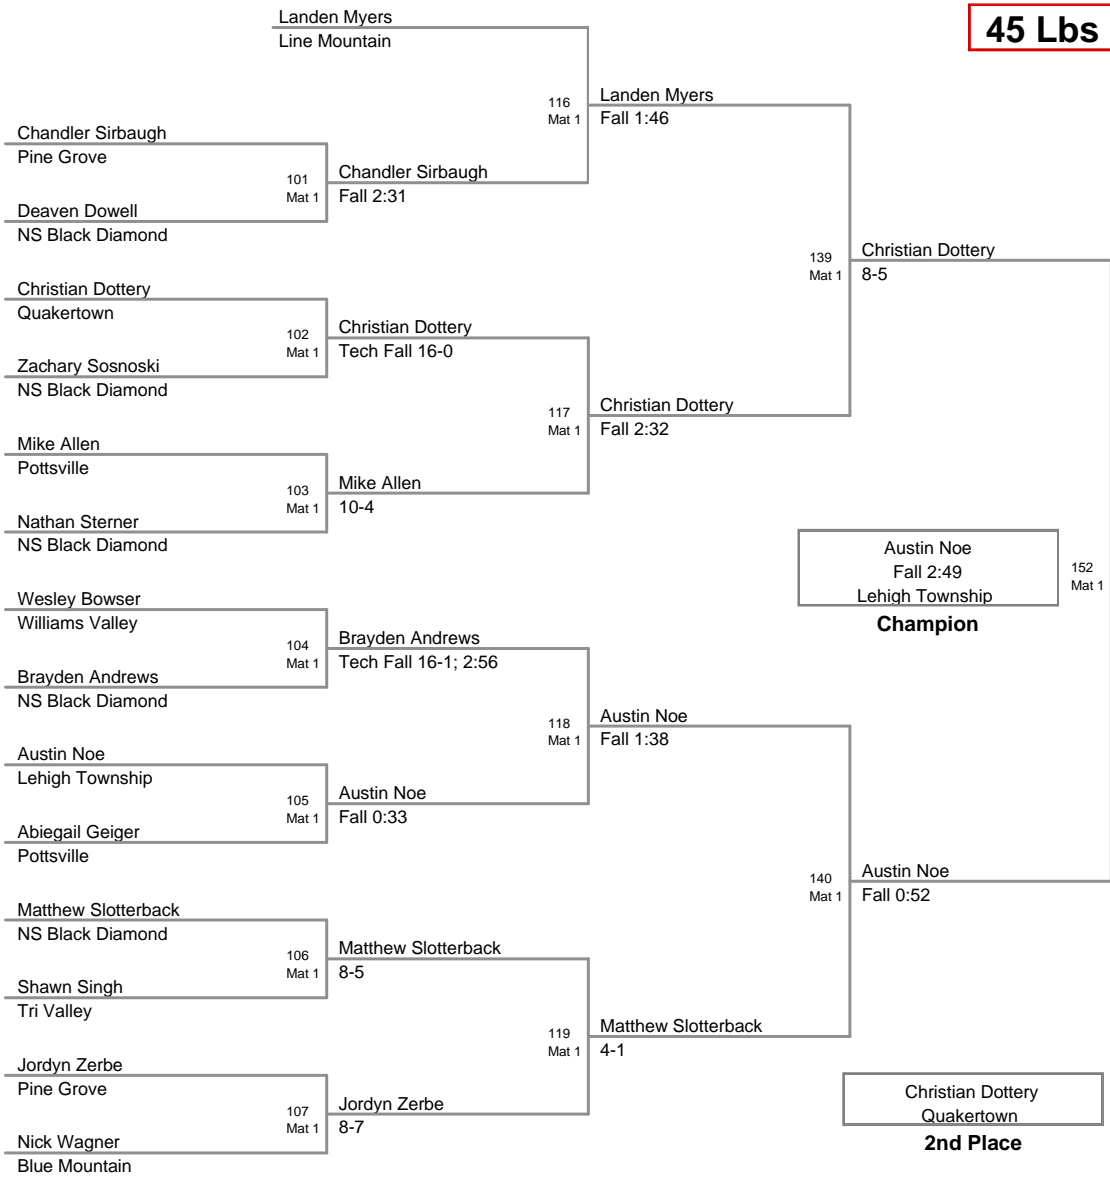 Landen Myers
Line Mountain
45 Lbs
116
Mat 1
Landen Myers
Fall 1:46
Chandler Sirbaugh
Pine Grove
101
Mat 1
Chandler Sirbaugh
Fall 2:31
Deaven Dowell
NS Black Diamond
139
Mat 1
Christian Dottery
8-5
Christian Dottery
Quakertown
102
Mat 1
Christian Dottery
Tech Fall 16-0
Zachary Sosnoski
NS Black Diamond
117
Mat 1
Christian Dottery
Fall 2:32
Mike Allen
Pottsville
103
Mat 1
Mike Allen
10-4
Nathan Sterner
NS Black Diamond
Austin Noe
Fall 2:49
Lehigh Township
Champion
152
Mat 1
Wesley Bowser
Williams Valley
104
Mat 1
Brayden Andrews
Tech Fall 16-1; 2:56
Brayden Andrews
NS Black Diamond
118
Mat 1
Austin Noe
Fall 1:38
Austin Noe
Lehigh Township
105
Mat 1
Austin Noe
Fall 0:33
Abiegail Geiger
Pottsville
140
Mat 1
Austin Noe
Fall 0:52
Matthew Slotterback
NS Black Diamond
106
Mat 1
Matthew Slotterback
8-5
Shawn Singh
Tri Valley
119
Mat 1
Matthew Slotterback
4-1
Jordyn Zerbe
Pine Grove
107
Mat 1
Jordyn Zerbe
8-7
Nick Wagner
Blue Mountain
Christian Dottery
Quakertown
2nd Place